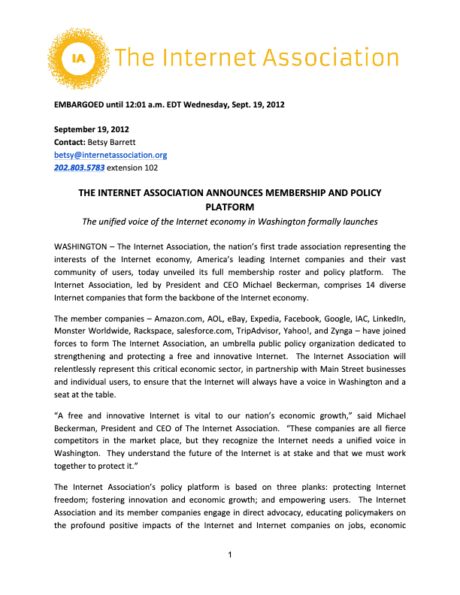 IA The Internet Association
EMBARGOED until 12:01 a.m. EDT Wednesday, Sept. 19, 2012
September 19, 2012
Contact: Betsy Barrett
betsy@internetassociation.org
202.803.5783 extension 102
THE INTERNET ASSOCIATION ANNOUNCES MEMBERSHIP AND POLICY
PLATFORM
The unified voice of the Internet economy in Washington formally launches
WASHINGTON – The Internet Association, the nation's first trade association representing the
interests of the Internet economy, America's leading Internet companies and their vast
community of users, today unveiled its full membership roster and policy platform. The
Internet Association, led by President and CEO Michael Beckerman, comprises 14 diverse
Internet companies that form the backbone of the Internet economy.
The member companies – Amazon.com, AOL, eBay, Expedia, Facebook, Google, IAC, LinkedIn,
Monster Worldwide, Rackspace, salesforce.com, TripAdvisor, Yahoo!, and Zynga – have joined
forces to form The Internet Association, an umbrella public policy organization dedicated to
strengthening and protecting a free and innovative Internet. The Internet Association will
relentlessly represent this critical economic sector, in partnership with Main Street businesses
and individual users, to ensure that the Internet will always have a voice in Washington and a
seat at the table.
“A free and innovative Internet is vital to our nation's economic growth,” said Michael
Beckerman, President and CEO of The Internet Association. “These companies are all fierce
competitors in the market place, but they recognize the Internet needs a unified voice in
Washington. They understand the future of the Internet is at stake and that we must work
together to protect it.”
The Internet Association's policy platform is based on three planks: protecting Internet
freedom; fostering innovation and economic growth; and empowering users. The Internet
Association and its member companies engage in direct advocacy, educating policymakers on
the profound positive impacts of the Internet and Internet companies on jobs, economic
1